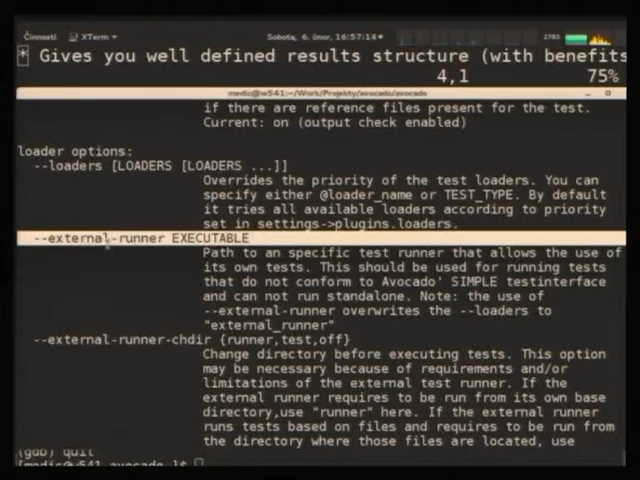 Činnosti XTerm Sobota, 6. únor, 16:57:14
* Gives you well defined results structure (with benefits
4,1 75%
medic@w541:~/Work/Projekty/avocado/avocado
if there are reference files present for the test.
Current: on (output check enabled)
loader options:
--loaders [LOADERS [LOADERS ...]]
Overrides the priority of the test loaders. You can
specify either @loader_name or TEST_TYPE. By default
it tries all available loaders according to priority
set in settings->plugins.loaders.
--external-runner EXECUTABLE
Path to an specific test runner that allows the use of
its own tests. This should be used for running tests
that do not conform to Avocado' SIMPLE testinterface
and can not run standalone. Note: the use of
--external-runner overwrites the --loaders to
"external_runner"
--external-runner-chdir {runner,test,off}
Change directory before executing tests. This option
may be necessary because of requirements and/or
limitations of the external test runner. If the
external runner requires to be run from its own base
directory,use "runner" here. If the external runner
runs tests based on files and requires to be run from
the directory where those files are located, use
(gdb) quit
[medic@w541 avocado]$